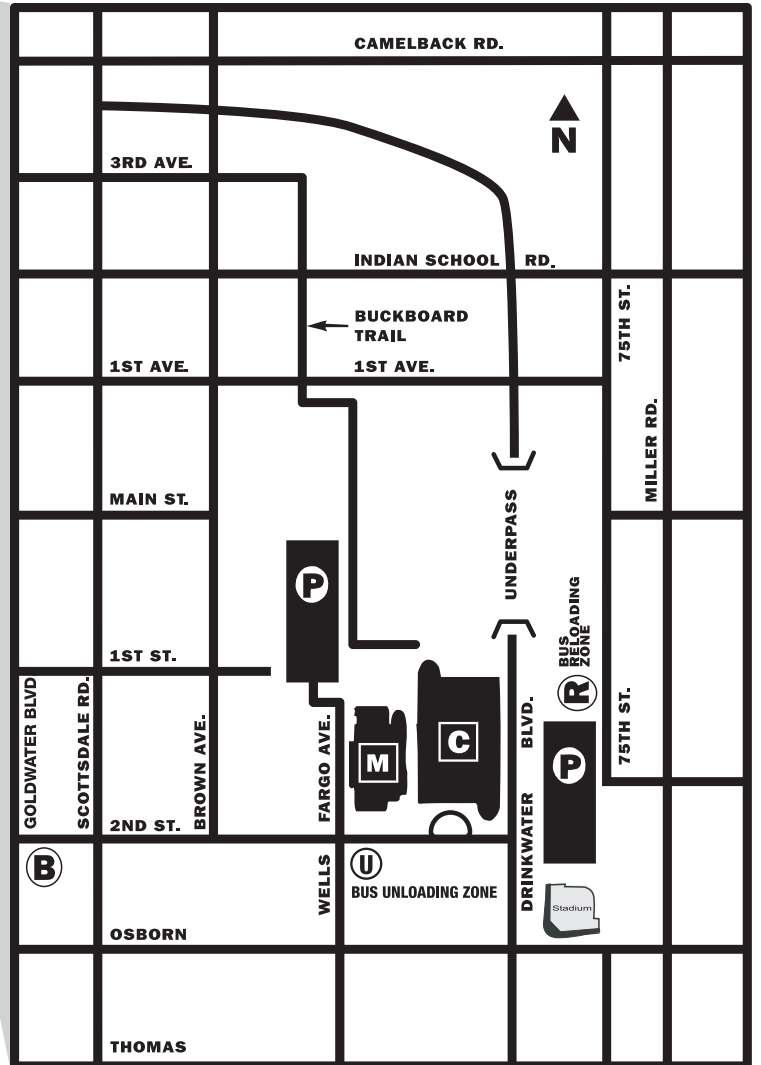 CAMELBACK RD.
N
3RD AVE.
INDIAN SCHOOL RD.
BUCKBOARD
TRAIL
75TH ST.
1ST AVE.
1ST AVE.
MILLER RD.
MAIN ST.
UNDERPASS
P
BUS
RELOADING
ZONE
R
1ST ST.
GOLDWATER BLVD
SCOTTSDALE RD.
BROWN AVE.
FARGO AVE.
M
C
BLVD.
P
75TH ST.
2ND ST.
DRINKWATER
B
WELLS
U
BUS UNLOADING ZONE
Stadium
OSBORN
THOMAS